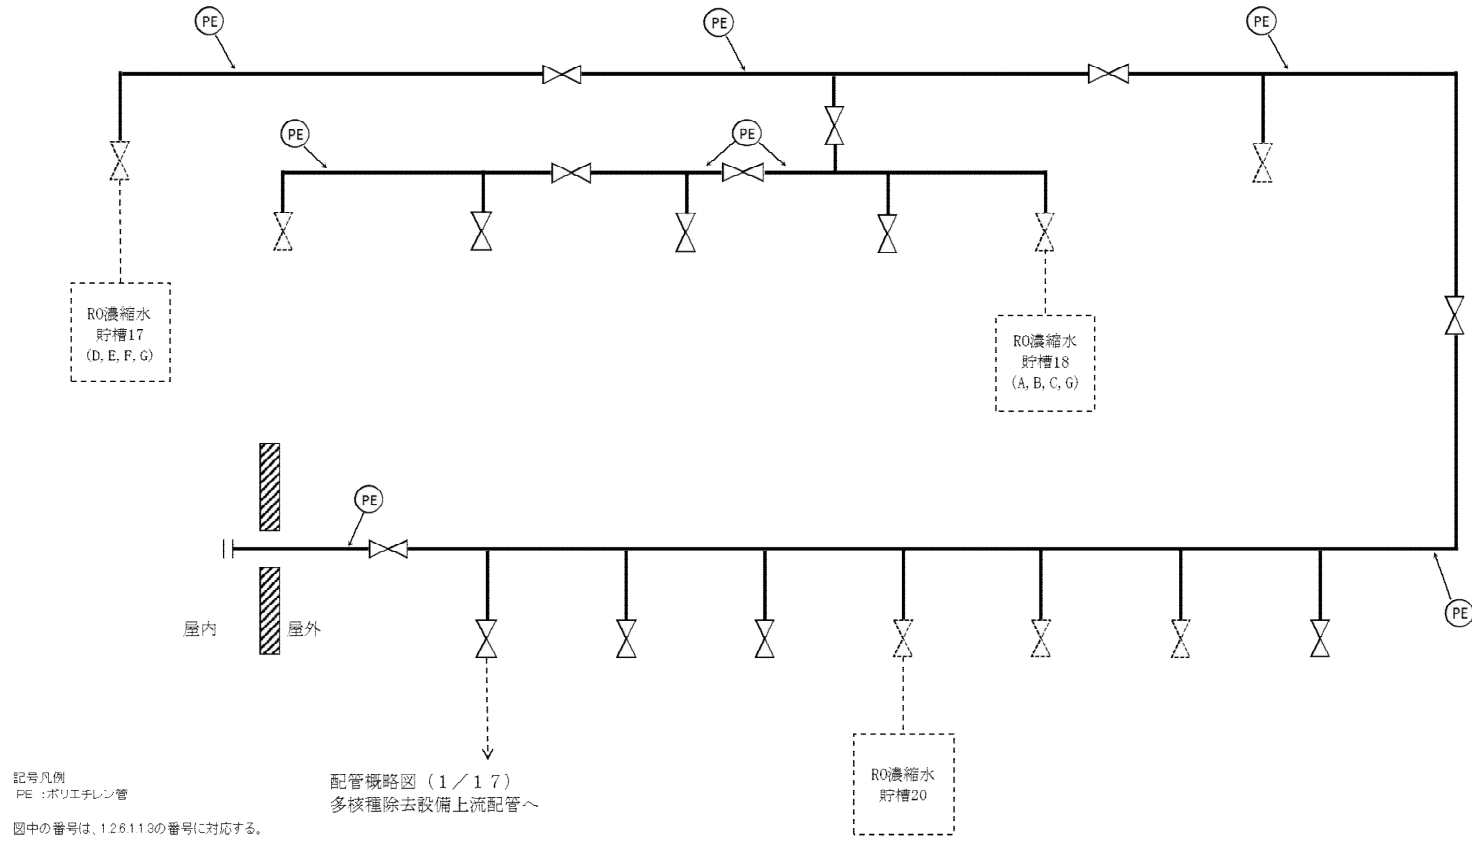 PE
PE
PE
PE
PE
RO濃縮水
貯槽17
(D, E, F, G)
RO濃縮水
貯槽18
(A, B, C, G)
PE
屋内
屋外
PE
RO濃縮水
貯槽20
配管概略図（１／１７）
多核種除去設備上流配管へ
記号凡例
PE ：ポリエチレン管
図中の番号は、1.2.6.1.1.3の番号に対応する。